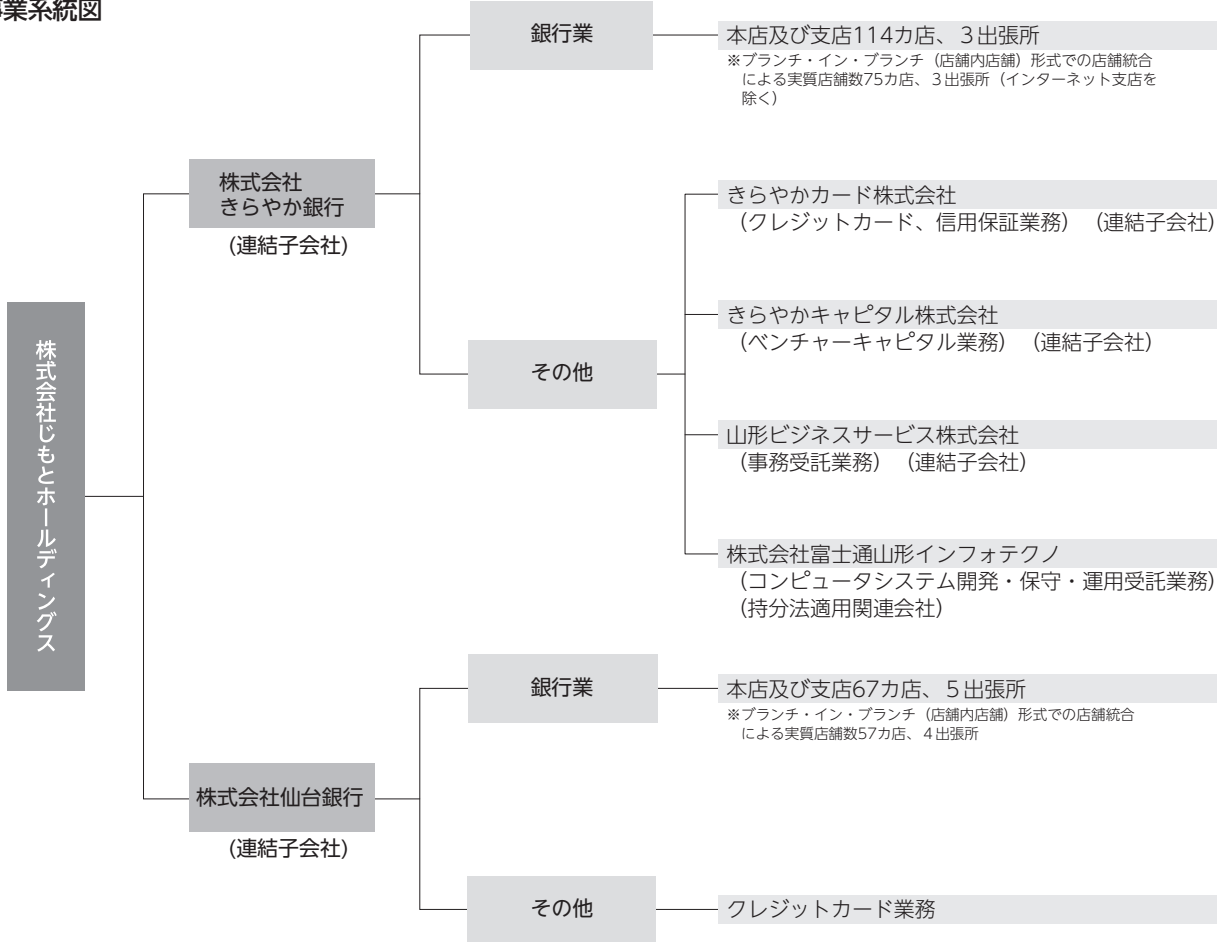 業系統図
株式会社じもとホールディングス
株式会社
きらやか銀行
(連結子会社)
銀行業
本店及び支店114カ店、3出張所
※ブランチ・イン・ブランチ（店舗内店舗）形式での店舗統合
による実質店舗数75カ店、3出張所（インターネット支店を
除く）
その他
きらやかカード株式会社
（クレジットカード、信用保証業務）（連結子会社）
きらやかキャピタル株式会社
（ベンチャーキャピタル業務）（連結子会社）
山形ビジネスサービス株式会社
（事務受託業務）（連結子会社）
株式会社富士通山形インフォテクノ
（コンピュータシステム開発・保守・運用受託業務）
（持分法適用関連会社）
株式会社仙台銀行
(連結子会社)
銀行業
本店及び支店67カ店、5出張所
※ブランチ・イン・ブランチ（店舗内店舗）形式での店舗統合
による実質店舗数57カ店、4出張所
その他
クレジットカード業務